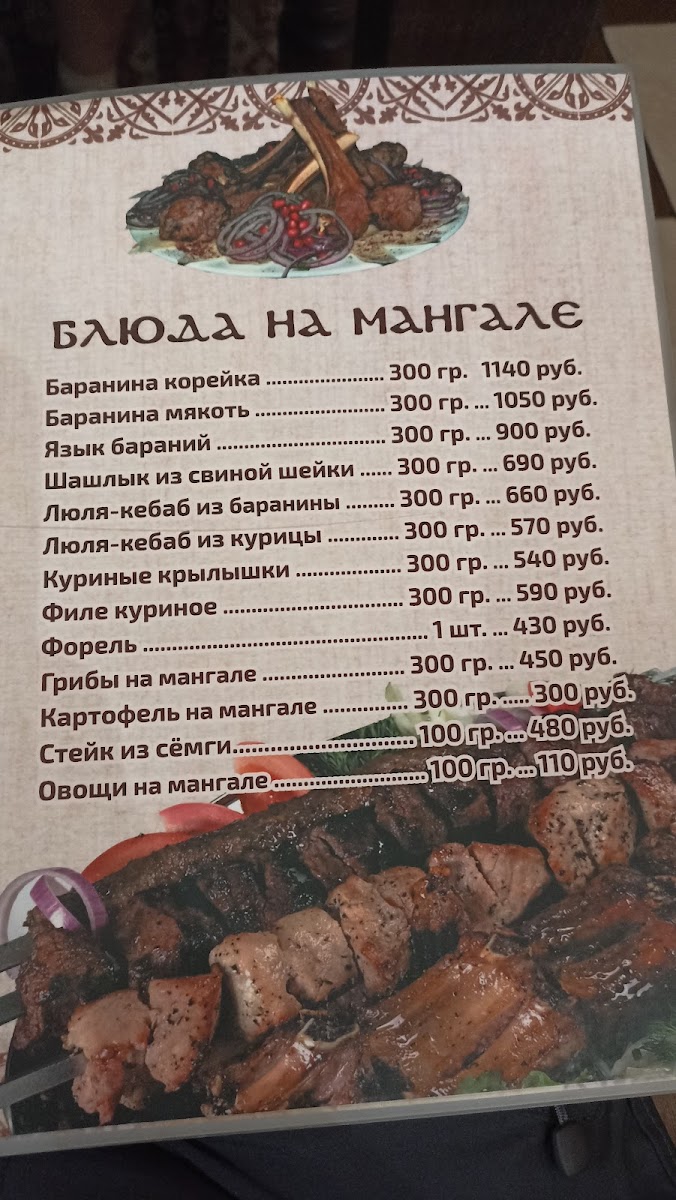 БЛЮДА НА МАНГАЛЕ
Баранина корейка ...................... 300 гр. 1140 руб.
Баранина мякоть ........................ 300 гр. ... 1050 руб.
Язык бараний ............................... 300 гр. ... 900 руб.
Шашлык из свиной шейки ...... 300 гр. ... 690 руб.
Люля-кебаб из баранины ......... 300 гр. ... 660 руб.
Люля-кебаб из курицы ............. 300 гр. ... 570 руб.
Куриные крылышки ................... 300 гр. ... 540 руб.
Филе куриное ................................ 300 гр. ... 590 руб.
Форель .................................................. 1 шт. ... 430 руб.
Грибы на мангале ......................... 300 гр. ... 450 руб.
Картофель на мангале ............... 300 гр. ..... 300 руб.
Стейк из сёмги................................ 100 гр. ... 480 руб.
Овощи на мангале ........................... 100 гр. ... 110 руб.